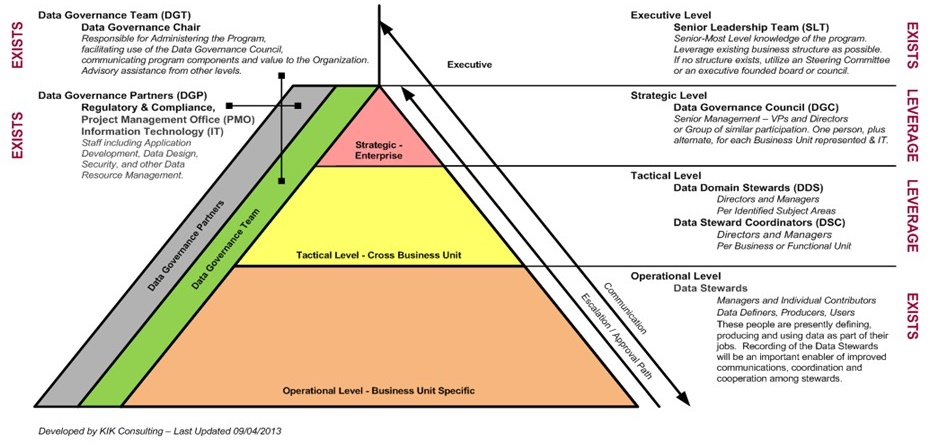 EXISTS
Data Governance Team (DGT)
Data Governance Chair
Responsible for Administering the Program,
facilitating use of the Data Governance Council,
communicating program components and value to the Organization.
Advisory assistance from other levels.
EXISTS
Data Governance Partners (DGP)
Regulatory & Compliance,
Project Management Office (PMO)
Information Technology (IT)
Staff including Application
Development, Data Design,
Security, and other Data
Resource Management.
Data Governance Partners
Data Governance Team
Executive
Strategic -
Enterprise
Tactical Level - Cross Business Unit
Operational Level - Business Unit Specific
Communication
Escalation / Approval Path
Executive Level
Senior Leadership Team (SLT)
Senior-Most Level knowledge of the program.
Leverage existing business structure as possible.
If no structure exists, utilize an Steering Committee
or an executive founded board or council.
EXISTS
Strategic Level
Data Governance Council (DGC)
Senior Management – VPs and Directors
or Group of similar participation. One person, plus
alternate, for each Business Unit represented & IT.
LEVERAGE
Tactical Level
Data Domain Stewards (DDS)
Directors and Managers
Per Identified Subject Areas
Data Steward Coordinators (DSC)
Directors and Managers
Per Business or Functional Unit
LEVERAGE
Operational Level
Data Stewards
Managers and Individual Contributors
Data Definers, Producers, Users
These people are presently defining,
producing and using data as part of their
jobs. Recording of the Data Stewards
will be an important enabler of improved
communications, coordination and
cooperation among stewards.
EXISTS
Developed by KIK Consulting – Last Updated 09/04/2013